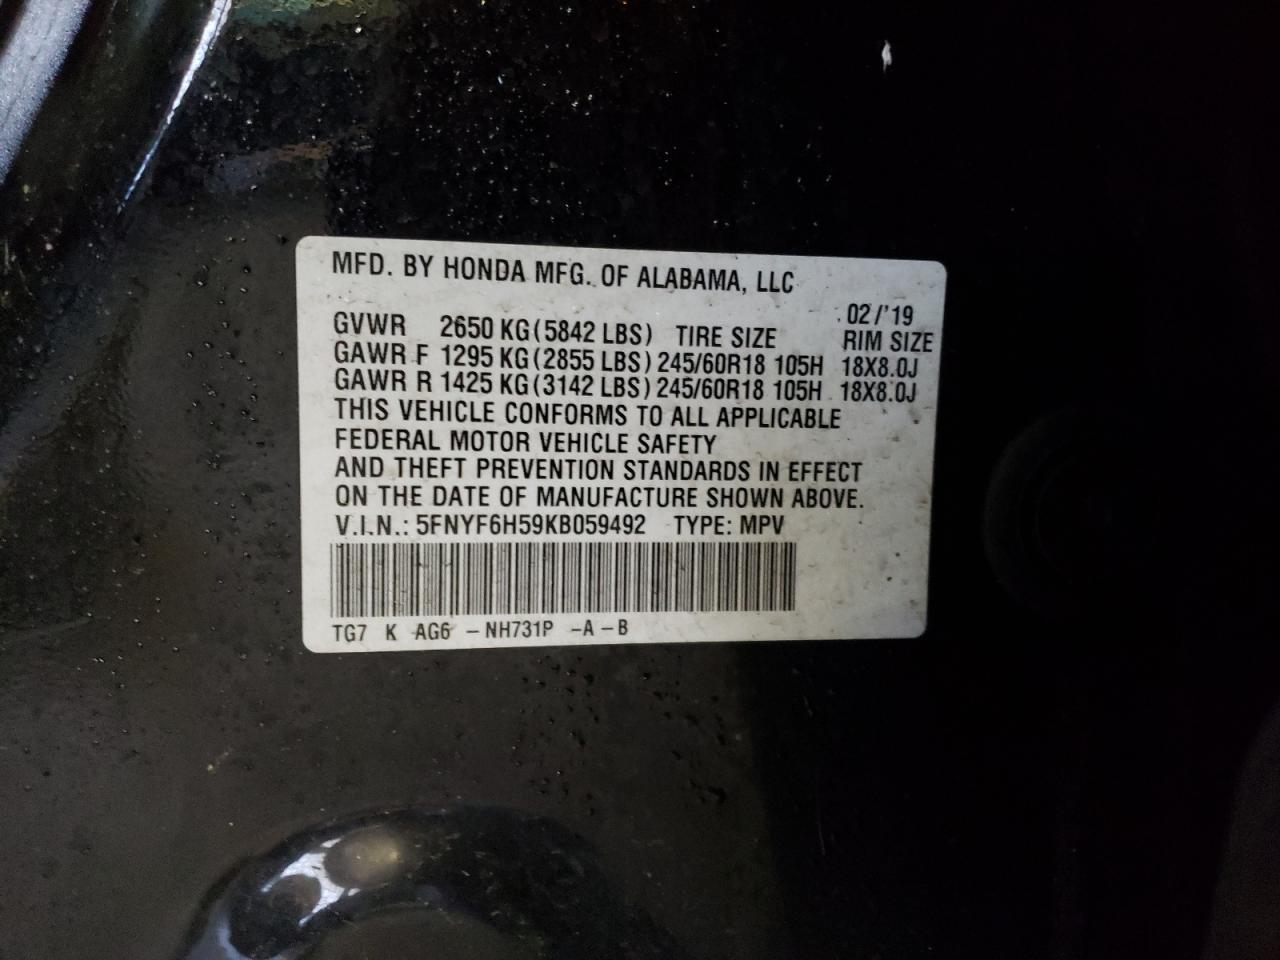 MFD. BY HONDA MFG. OF ALABAMA, LLC
02/'19
GVWR 2650 KG(5842 LBS) TIRE SIZE RIM SIZE
GAWR F 1295 KG(2855 LBS) 245/60R18 105H 18X8.0J
GAWR R 1425 KG(3142 LBS) 245/60R18 105H 18X8.0J
THIS VEHICLE CONFORMS TO ALL APPLICABLE
FEDERAL MOTOR VEHICLE SAFETY
AND THEFT PREVENTION STANDARDS IN EFFECT
ON THE DATE OF MANUFACTURE SHOWN ABOVE.
V.I.N.: 5FNYF6H59KB059492 TYPE: MPV
TG7 K AG6 -NH731P -A-B